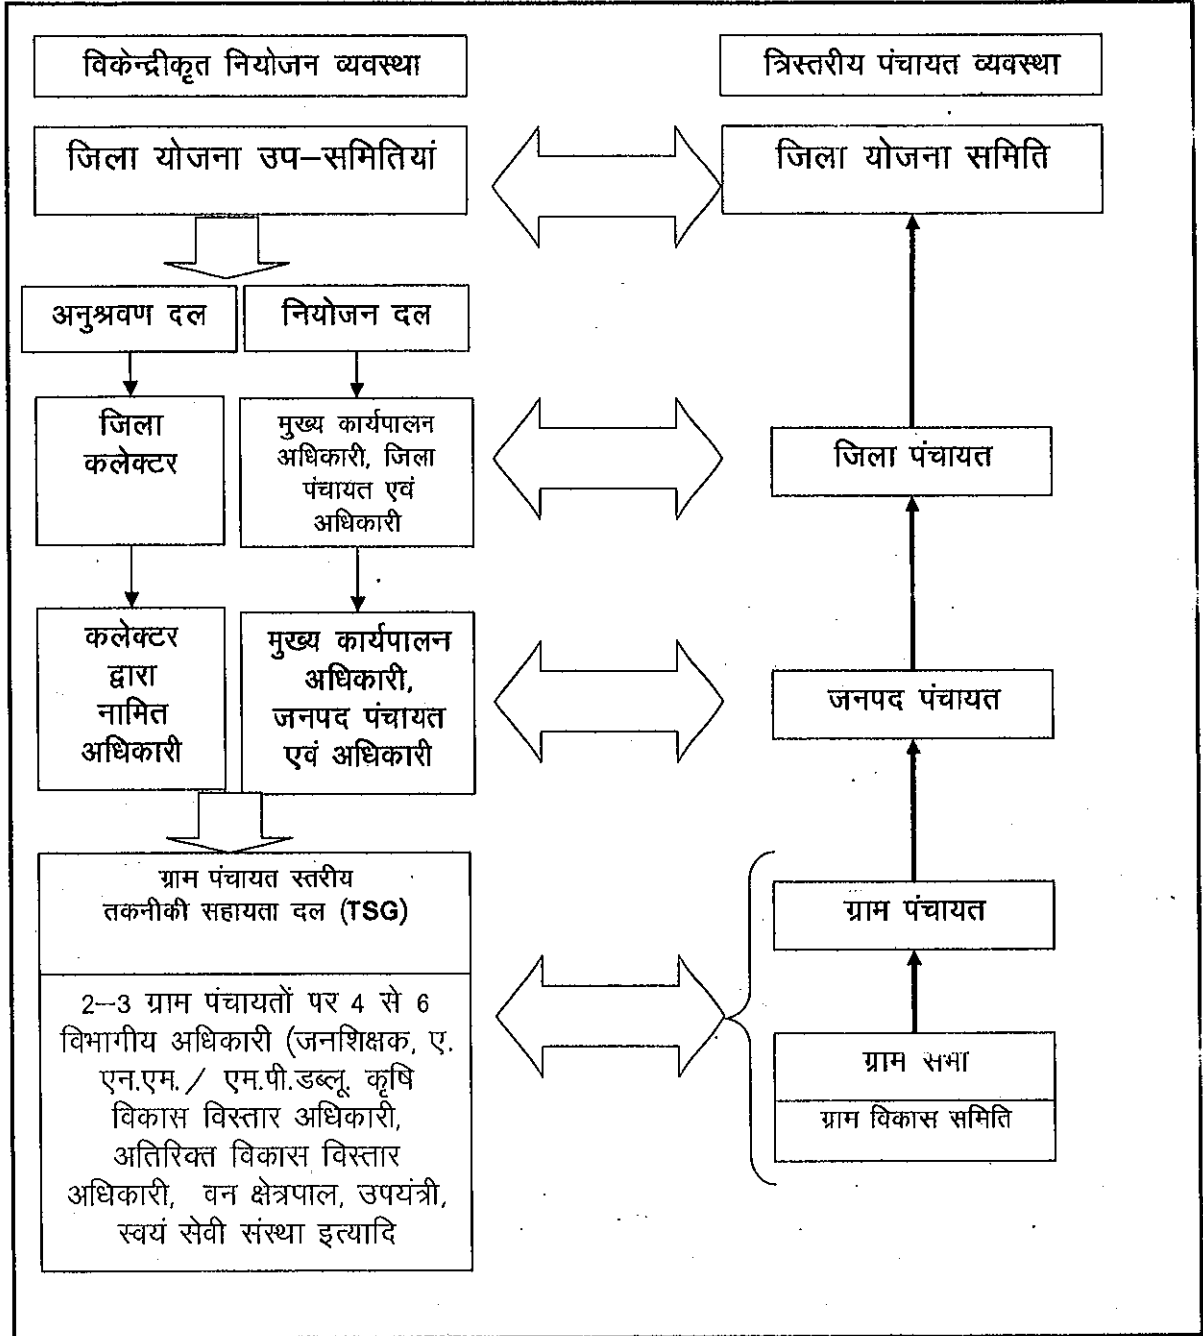 विकेन्द्रीकृत नियोजन व्यवस्था
त्रिस्तरीय पंचायत व्यवस्था
जिला योजना उप–समितियां
जिला योजना समिति
अनुश्रवण दल
नियोजन दल
जिला
कलेक्टर
मुख्य कार्यपालन
अधिकारी, जिला
पंचायत एवं
अधिकारी
जिला पंचायत
कलेक्टर
द्वारा
नामित
अधिकारी
मुख्य कार्यपालन
अधिकारी,
जनपद पंचायत
एवं अधिकारी
जनपद पंचायत
ग्राम पंचायत स्तरीय
तकनीकी सहायता दल (TSG)
2–3 ग्राम पंचायतों पर 4 से 6
विभागीय अधिकारी (जनशिक्षक, ए.
एन.एम./ एम.पी.डब्लू. कृषि
विकास विस्तार अधिकारी,
अतिरिक्त विकास विस्तार
अधिकारी, वन क्षेत्रपाल, उपयंत्री,
स्वयं सेवी संस्था इत्यादि
ग्राम पंचायत
ग्राम सभा
ग्राम विकास समिति